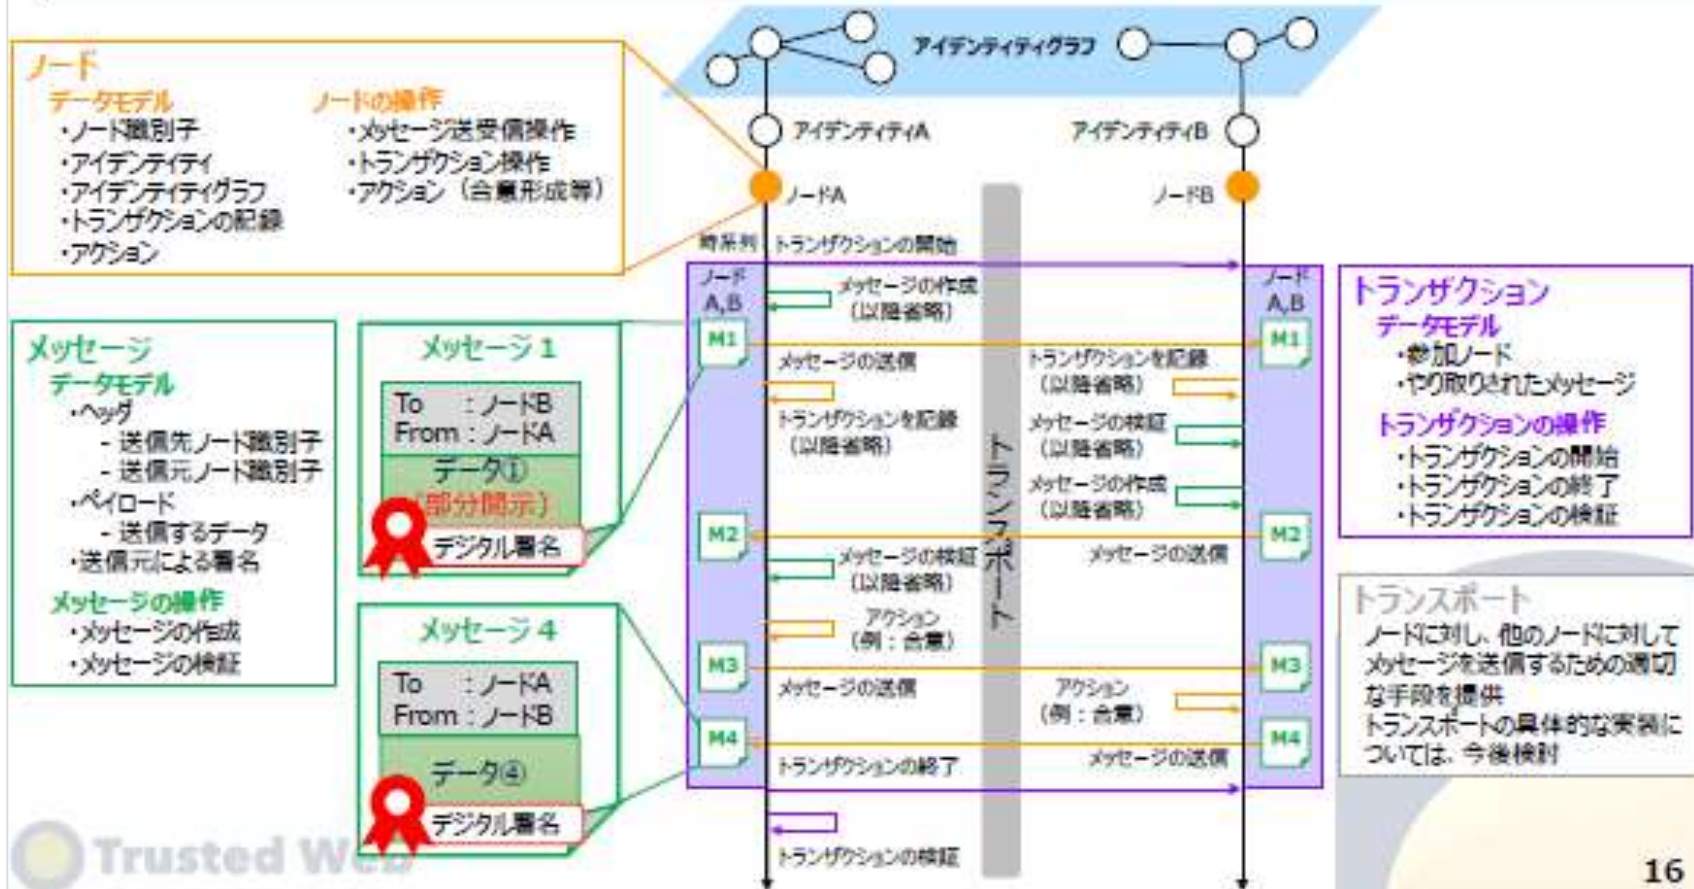 アイデンティティグラフ
ノード
データモデル
・ノード識別子
・アイデンティティ
・アイデンティティグラフ
・トランザクションの記録
・アクション
ノードの操作
・メッセージ送受信操作
・トランザクション操作
・アクション（合意形成等）
アイデンティティA
アイデンティティB
ノードA
ノードB
時系列
トランザクションの開始
メッセージ
データモデル
・ヘッダ
- 送信先ノード識別子
- 送信元ノード識別子
・ペイロード
- 送信するデータ
・送信元による署名
メッセージの操作
・メッセージの作成
・メッセージの検証
メッセージ１
To　：ノードB
From：ノードA
データ①
（部分開示）
デジタル署名
メッセージ４
To　：ノードA
From：ノードB
データ④
デジタル署名
ノード
A,B
M1
M2
M3
M4
メッセージの作成
（以降省略）
メッセージの送信
トランザクションを記録
（以降省略）
メッセージの検証
（以降省略）
アクション
（例：合意）
メッセージの送信
トランザクションの終了
トランザクションの検証
トランスポート
トランザクションを記録
（以降省略）
メッセージの検証
（以降省略）
メッセージの作成
（以降省略）
メッセージの送信
アクション
（例：合意）
メッセージの送信
ノード
A,B
M1
M2
M3
M4
トランザクション
データモデル
・参加ノード
・やり取りされたメッセージ
トランザクションの操作
・トランザクションの開始
・トランザクションの終了
・トランザクションの検証
トランスポート
ノードに対し、他のノードに対して
メッセージを送信するための適切
な手段を提供
トランスポートの具体的な実装に
ついては、今後検討
Trusted Web
16